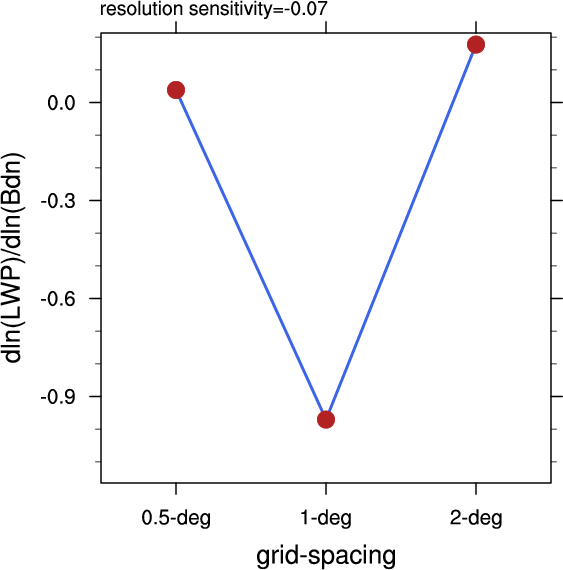 resolution sensitivity=-0.07
0.0
-0.3
-0.6
-0.9
dln(LWP)/dln(Bdn)
0.5-deg
1-deg
2-deg
grid-spacing